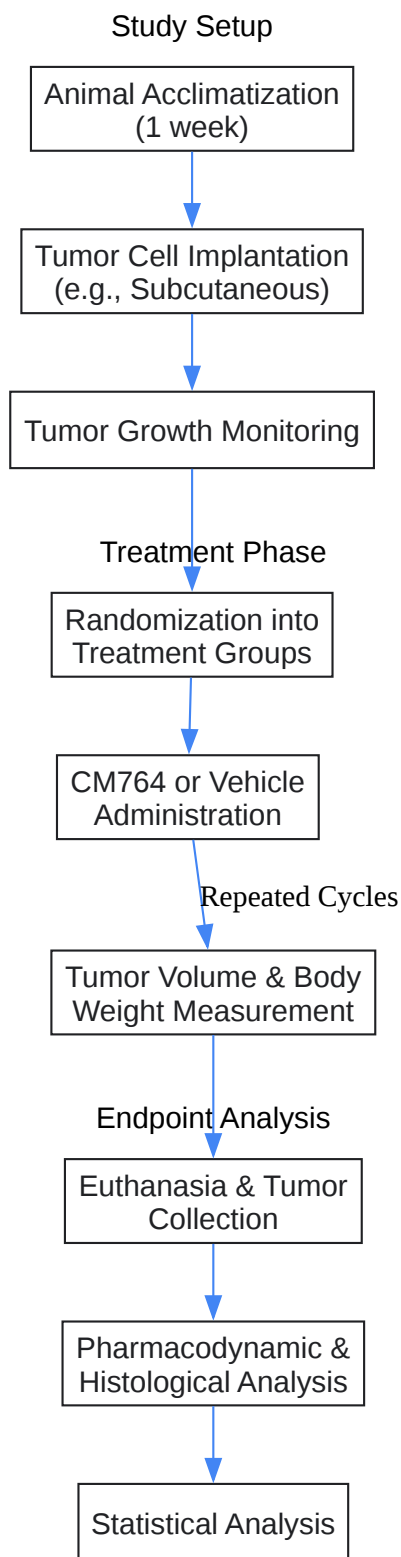 Study Setup
Animal Acclimatization
(1 week)
Tumor Cell Implantation
(e.g., Subcutaneous)
Tumor Growth Monitoring
Treatment Phase
Randomization into
Treatment Groups
CM764 or Vehicle
Administration
Repeated Cycles
Tumor Volume & Body
Weight Measurement
Endpoint Analysis
Euthanasia & Tumor
Collection
Pharmacodynamic &
Histological Analysis
Statistical Analysis